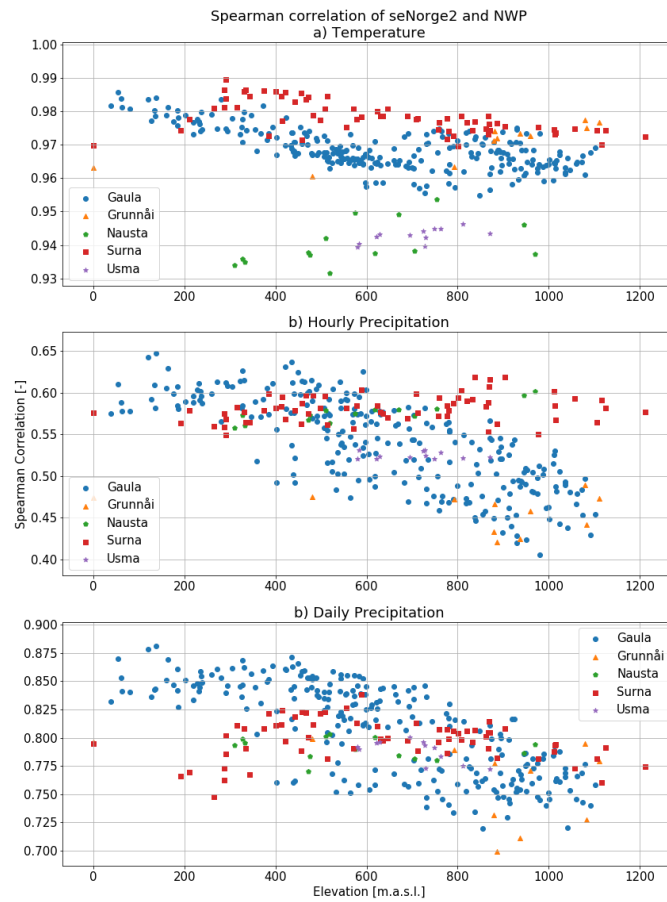 Spearman correlation of seNorge2 and NWP
a) Temperature
1.00
0.99
0.98
0.97
0.96
0.95
0.94
0.93
Gaula
Grunnåi
Nausta
Surna
Usma
0 200 400 600 800 1000 1200
b) Hourly Precipitation
Spearman Correlation [-]
0.65
0.60
0.55
0.50
0.45
0.40
Gaula
Grunnåi
Nausta
Surna
Usma
0 200 400 600 800 1000 1200
b) Daily Precipitation
0.900
0.875
0.850
0.825
0.800
0.775
0.750
0.725
0.700
Gaula
Grunnåi
Nausta
Surna
Usma
0 200 400 600 800 1000 1200
Elevation [m.a.s.l.]